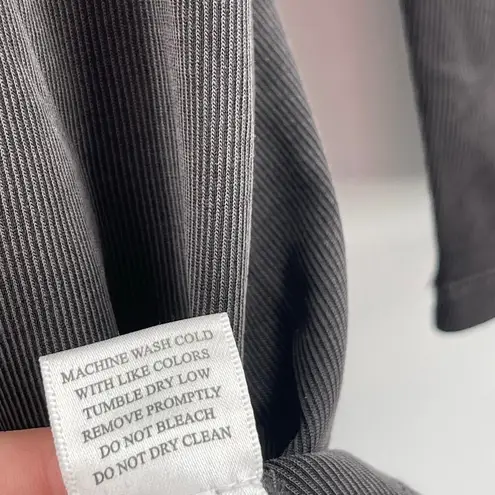 MACHINE WASH COLD
WITH LIKE COLORS
TUMBLE DRY LOW
REMOVE PROMPTLY
DO NOT BLEACH
DO NOT DRY CLEAN